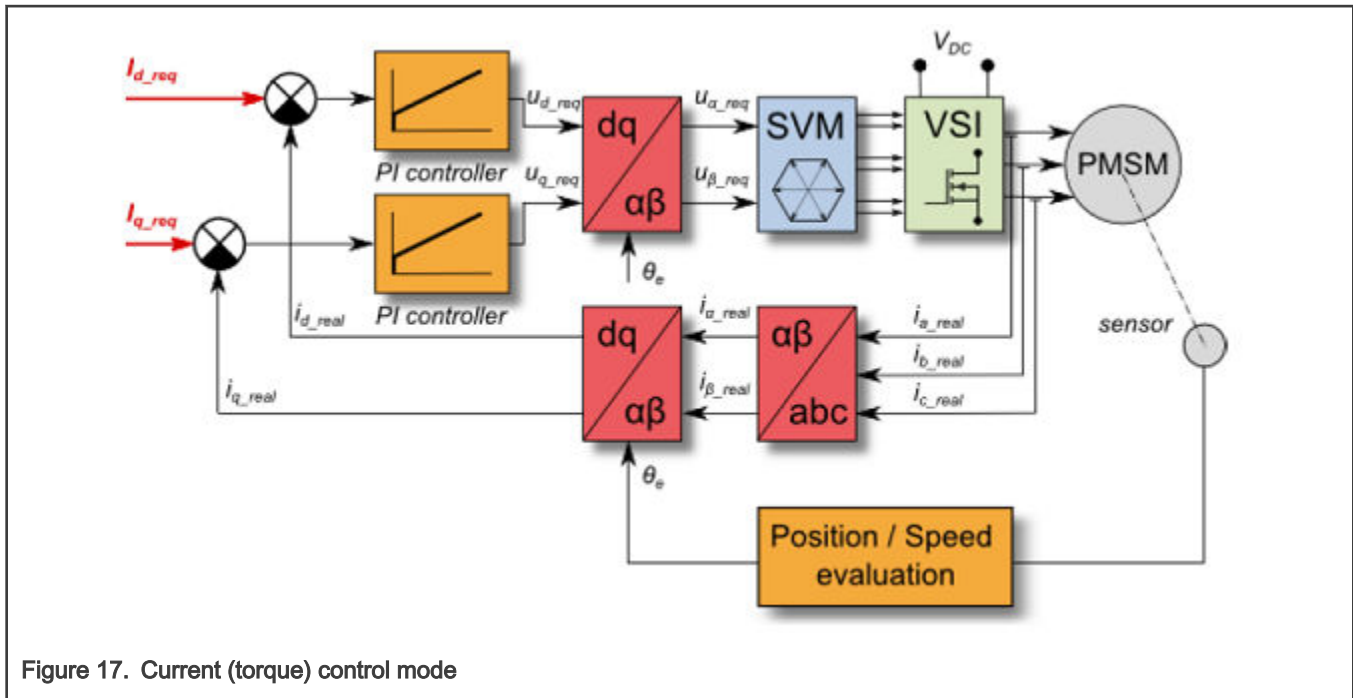 V_DC
I_d_req
u_d_req
u_α_req
dq
αβ
SVM
VSI
PMSM
PI controller
u_q_req
u_β_req
I_q_req
θ_e
PI controller
i_d_real
dq
αβ
i_α_real
αβ
abc
i_a_real
sensor
i_b_real
i_q_real
i_β_real
i_c_real
θ_e
Position / Speed
evaluation
Figure 17. Current (torque) control mode